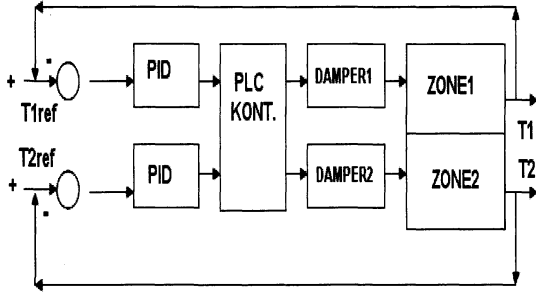 -
+
T1ref
PID
PLC
KONT.
DAMPER1
ZONE1
T1
T2ref
+
-
PID
DAMPER2
ZONE2
T2